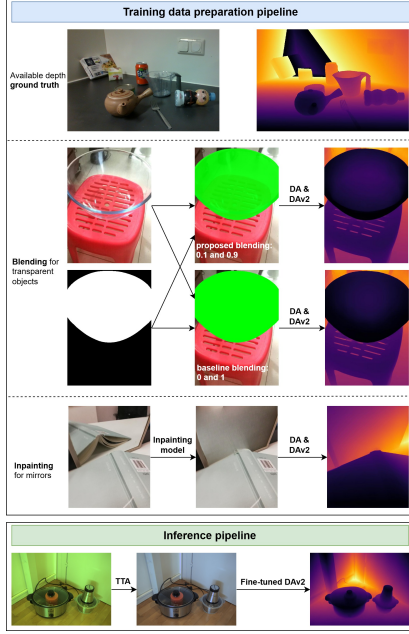 Training data preparation pipeline
Available depth
ground truth
Blending for
transparent
objects
proposed blending:
0.1 and 0.9
DA &
DAv2
baseline blending:
0 and 1
DA &
DAv2
Inpainting
for mirrors
Inpainting
model
DA &
DAv2
Inference pipeline
TTA
Fine-tuned DAv2